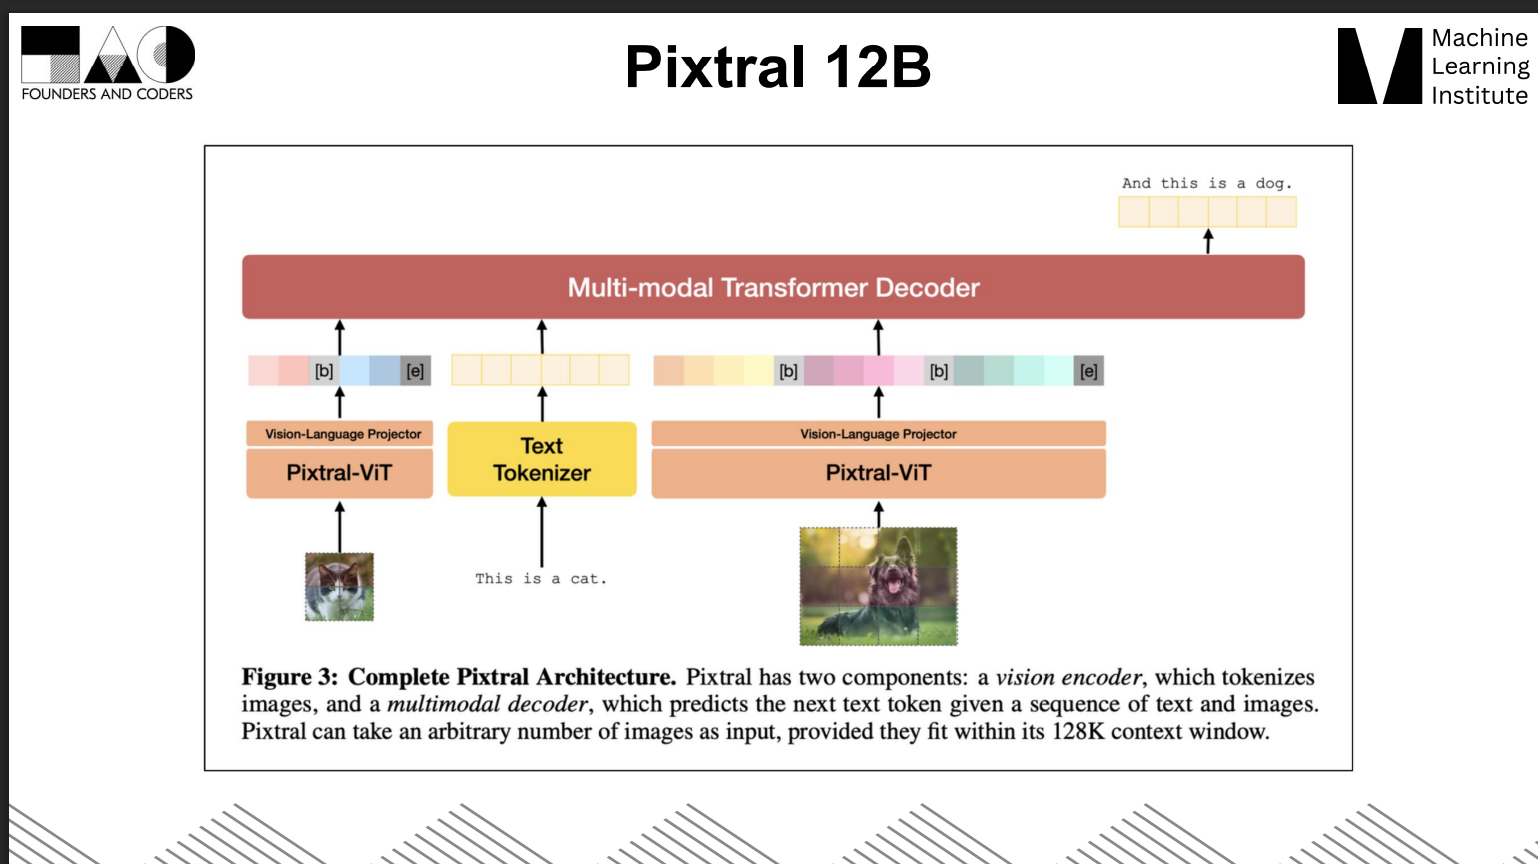 FOUNDERS AND CODERS
Pixtral 12B
Machine
Learning
Institute
And this is a dog.
Multi-modal Transformer Decoder
[b] [e] [b] [b] [e]
Vision-Language Projector
Pixtral-ViT
Text
Tokenizer
Vision-Language Projector
Pixtral-ViT
This is a cat.
Figure 3: Complete Pixtral Architecture. Pixtral has two components: a vision encoder, which tokenizes
images, and a multimodal decoder, which predicts the next text token given a sequence of text and images.
Pixtral can take an arbitrary number of images as input, provided they fit within its 128K context window.